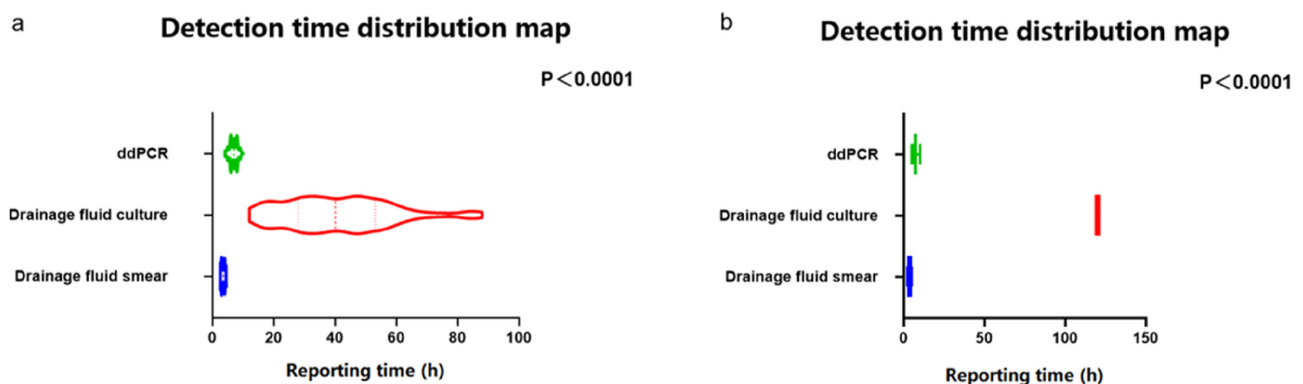 a
Detection time distribution map
P<0.0001
ddPCR
Drainage fluid culture
Drainage fluid smear
0 20 40 60 80 100
Reporting time (h)
b
Detection time distribution map
P<0.0001
ddPCR
Drainage fluid culture
Drainage fluid smear
0 50 100 150
Reporting time (h)